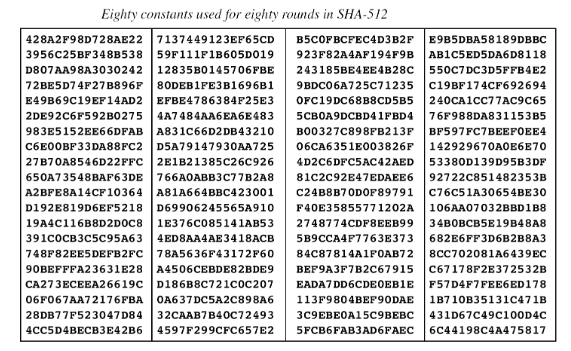 Eighty constants used for eighty rounds in SHA-512
428A2F98D728AE22 7137449123EF65CD B5C0FBCFEC4D3B2F E9B5DBA58189DBBC
3956C25BF348B538 59F111F1B605D019 923F82A4AF194F9B AB1C5ED5DA6D8118
D807AA98A3030242 12835B0145706FBE 243185BE4EE4B28C 550C7DC3D5FFB4E2
72BE5D74F27B896F 80DEB1FE3B1696B1 9BDC06A725C71235 C19BF174CF692694
E49B69C19EF14AD2 EFBE4786384F25E3 0FC19DC68B8CD5B5 240CA1CC77AC9C65
2DE92C6F592B0275 4A7484AA6EA6E483 5CB0A9DCBD41FBD4 76F988DA831153B5
983E5152EE66DFAB A831C66D2DB43210 B00327C898FB213F BF597FC7BEEF0EE4
C6E00BF33DA88FC2 D5A79147930AA725 06CA6351E003826F 142929670A0E6E70
27B70A8546D22FFC 2E1B21385C26C926 4D2C6DFC5AC42AED 53380D139D95B3DF
650A73548BAF63DE 766A0ABB3C77B2A8 81C2C92E47EDAEE6 92722C851482353B
A2BFE8A14CF10364 A81A664BBC423001 C24B8B70D0F89791 C76C51A30654BE30
D192E819D6EF5218 D69906245565A910 F40E35855771202A 106AA07032BBD1B8
19A4C116B8D2D0C8 1E376C085141AB53 2748774CDF8EEB99 34B0BCB5E19B48A8
391C0CB3C5C95A63 4ED8AA4AE3418ACB 5B9CCA4F7763E373 682E6FF3D6B2B8A3
748F82EE5DEFB2FC 78A5636F43172F60 84C87814A1F0AB72 8CC702081A6439EC
90BEFFFA23631E28 A4506CEBDE82BDE9 BEF9A3F7B2C67915 C67178F2E372532B
CA273ECEEA26619C D186B8C721C0C207 EADA7DD6CDE0EB1E F57D4F7FEE6ED178
06F067AA72176FBA 0A637DC5A2C898A6 113F9804BEF90DAE 1B710B35131C471B
28DB77F523047D84 32CAAB7B40C72493 3C9EBE0A15C9BEBC 431D67C49C100D4C
4CC5D4BECB3E42B6 4597F299CFC657E2 5FCB6FAB3AD6FAEC 6C44198C4A475817